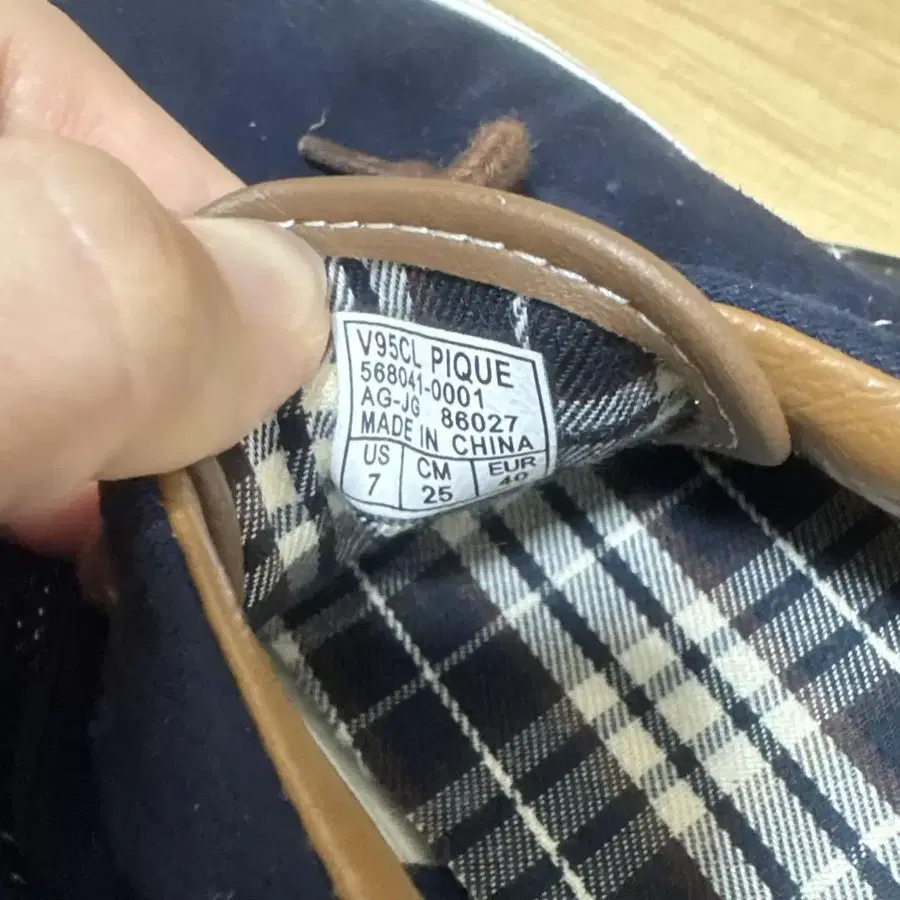 V95CL PIQUE
568041-0001
AG-JG 86027
MADE IN CHINA
US CM EUR
7 25 40